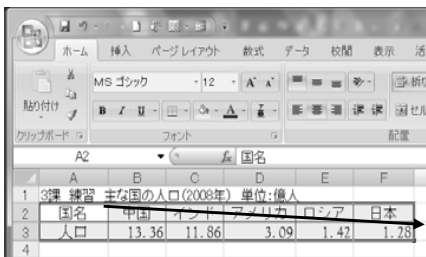 ホーム 挿入 ページ レイアウト 数式 データ 校閲 表示 活
MS ゴシック 12 A A
貼り付け B I U A
クリップボード フォント 配置
A2 fx 国名
A B C D E F
1 3課 練習 主な国の人口(2008年) 単位:億人
2 国名 中国 インド アメリカ ロシア 日本
3 人口 13.36 11.86 3.09 1.42 1.28
4